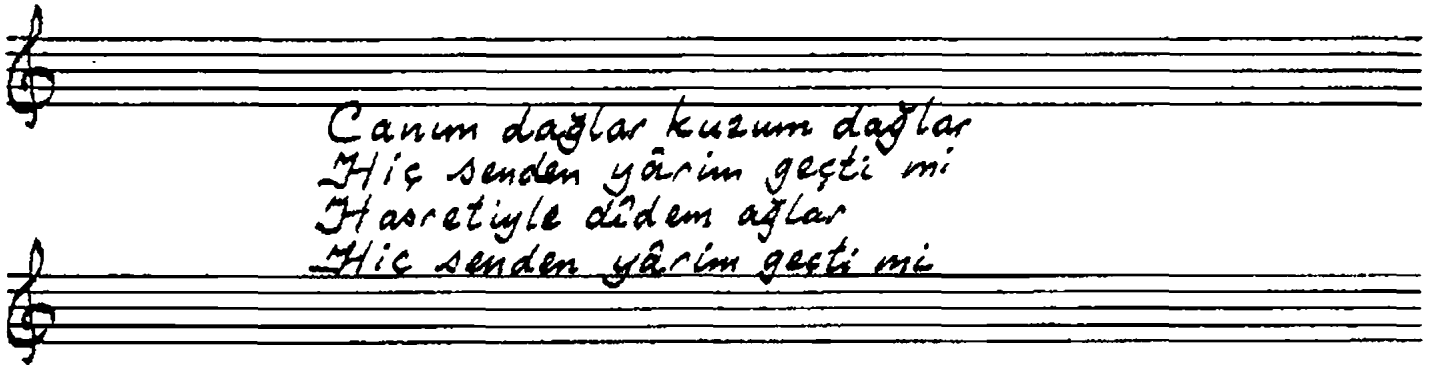 Canım dağlar kuzum dağlar
Hiç senden yârim geçti mi
Hasretiyle dîdem ağlar
Hiç senden yârim geçti mi